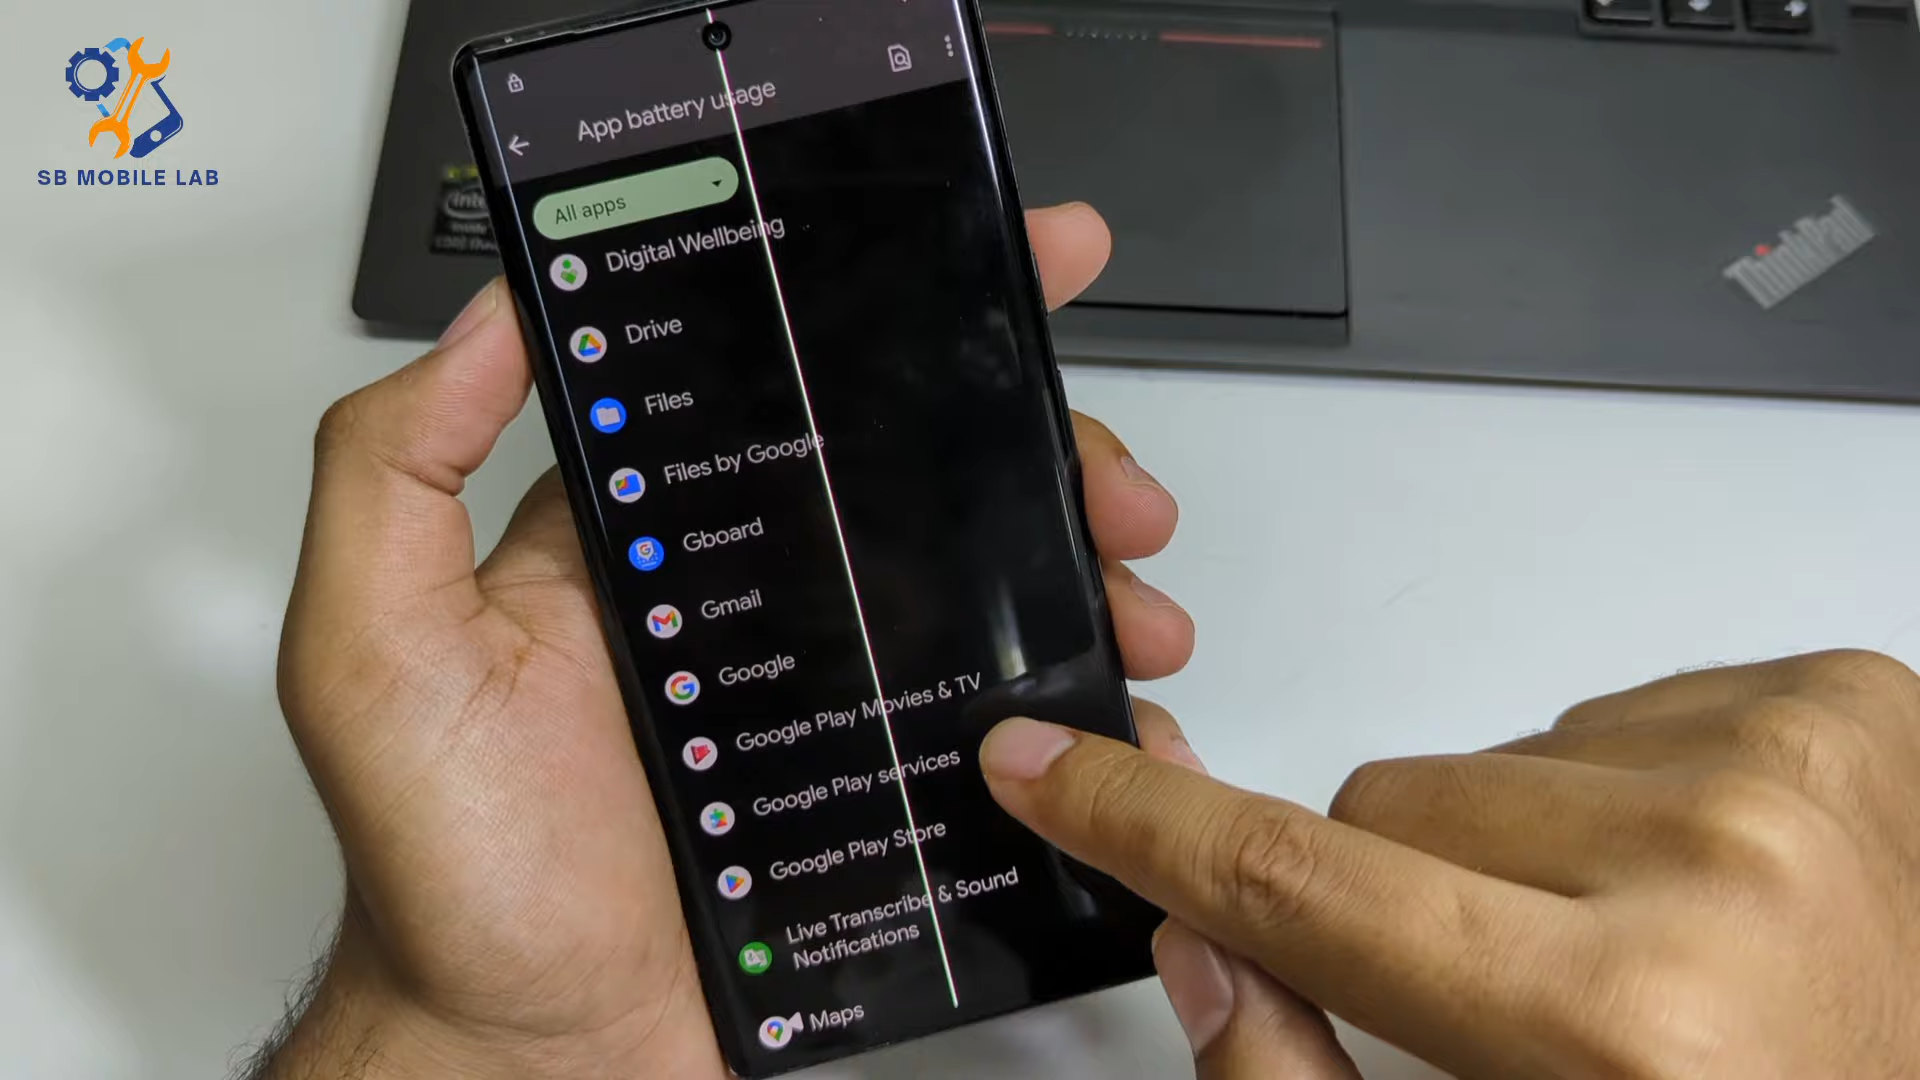 SB MOBILE LAB
App battery usage
All apps
Digital Wellbeing
Drive
Files
Files by Google
Gboard
Gmail
Google
Google Play Movies & TV
Google Play services
Google Play Store
Live Transcribe & Sound
Notifications
Maps
intel
ThinkPad